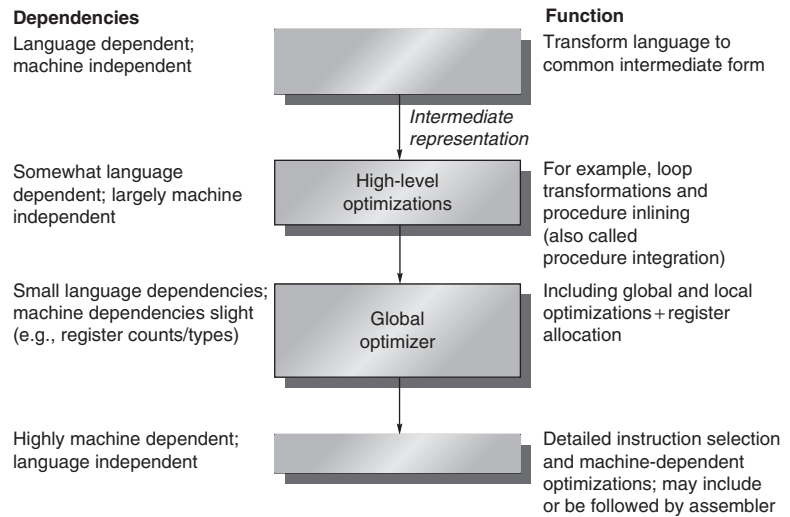 Dependencies
Function
Language dependent;
machine independent
Transform language to
common intermediate form
Intermediate
representation
Somewhat language
dependent; largely machine
independent
High-level
optimizations
For example, loop
transformations and
procedure inlining
(also called
procedure integration)
Small language dependencies;
machine dependencies slight
(e.g., register counts/types)
Global
optimizer
Including global and local
optimizations+register
allocation
Highly machine dependent;
language independent
Detailed instruction selection
and machine-dependent
optimizations; may include
or be followed by assembler